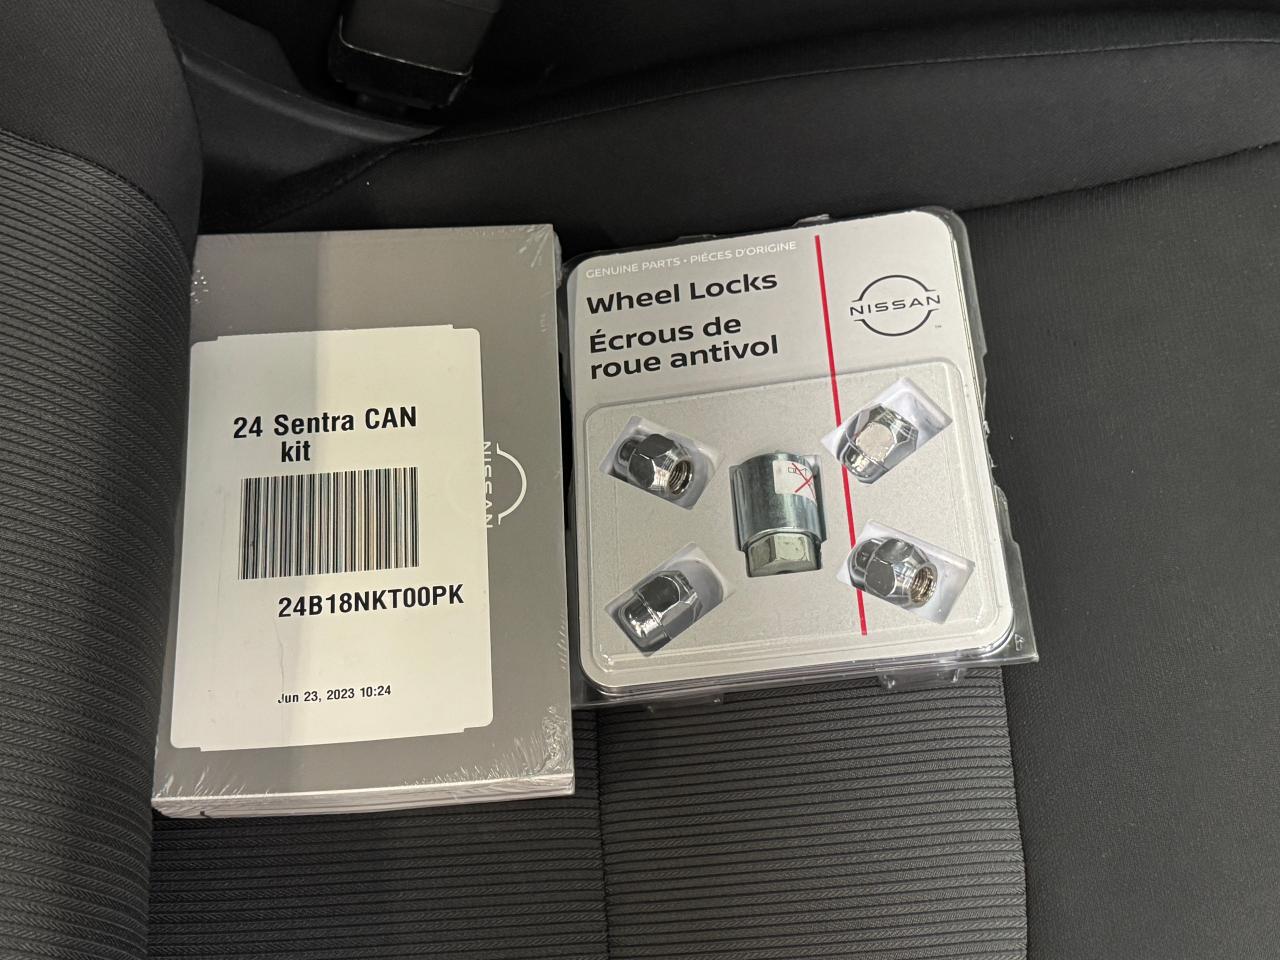 24 Sentra CAN
kit
24B18NKT00PK
Jun 23, 2023 10:24
NISSAN
GENUINE PARTS • PIÈCES D'ORIGINE
Wheel Locks
Écrous de
roue antivol
NISSAN